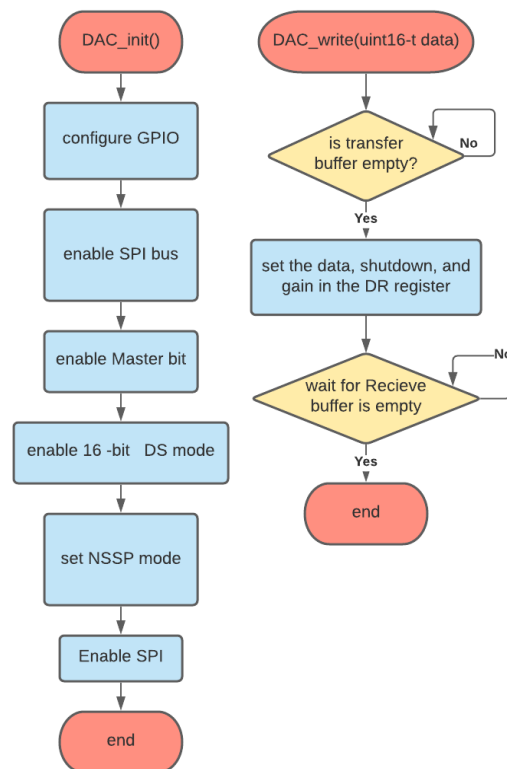 DAC_init()
configure GPIO
enable SPI bus
enable Master bit
enable 16 -bit DS mode
set NSSP mode
Enable SPI
end
DAC_write(uint16-t data)
is transfer
buffer empty?
No
Yes
set the data, shutdown, and
gain in the DR register
wait for Recieve
buffer is empty
No
Yes
end